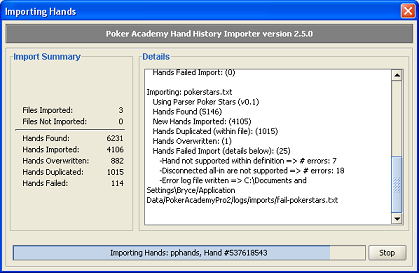 Importing Hands
Poker Academy Hand History Importer version 2.5.0
Import Summary
Files Imported: 3
Files Not Imported: 0
Hands Found: 6231
Hands Imported: 4106
Hands Overwritten: 882
Hands Duplicated: 1015
Hands Failed: 114
Details
Hands Failed Import: (0)
Importing: pokerstars.txt
Using Parser Poker Stars (v0.1)
Hands Found (5146)
New Hands Imported: (4105)
Hands Duplicated (within file): (1015)
Hands Overwritten: (1)
Hands Failed Import (details below): (25)
-Hand not supported within definition => # errors: 7
-Disconnected all-in are not supported => # errors: 18
-Error log file written => C:\Documents and
Settings\Bryce/Application
Data/PokerAcademyPro2/logs/imports/fail-pokerstars.txt
Importing Hands: pphands, Hand #537618543
Stop